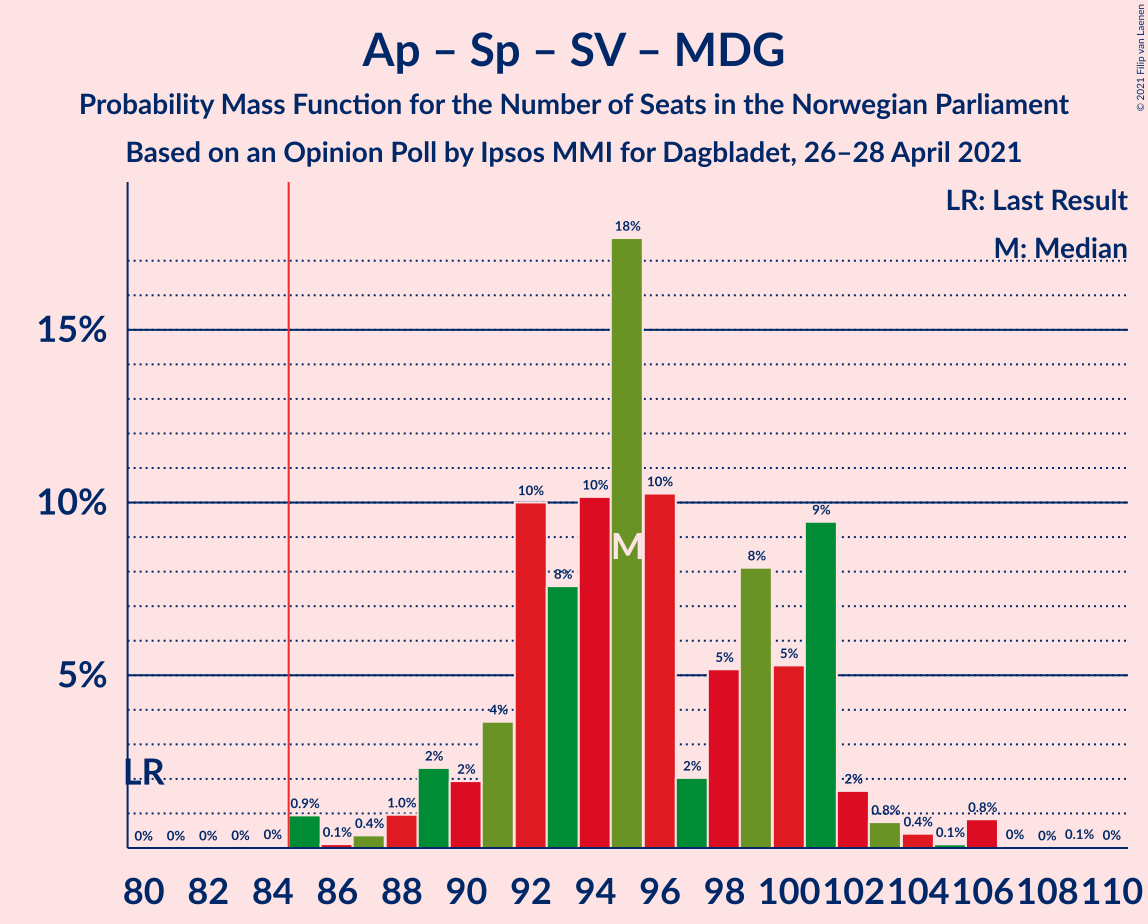 Ap – Sp – SV – MDG
Probability Mass Function for the Number of Seats in the Norwegian Parliament
Based on an Opinion Poll by Ipsos MMI for Dagbladet, 26–28 April 2021
© 2021 Filip van Laenen
LR: Last Result
M: Median
15%
10%
5%
LR
M
0% 0% 0% 0% 0% 0.9% 0.1% 0.4% 1.0% 2% 2% 4% 10% 8% 10% 18% 10% 2% 5% 8% 5% 9% 2% 0.8% 0.4% 0.1% 0.8% 0% 0% 0.1% 0%
80 82 84 86 88 90 92 94 96 98 100 102 104 106 108 110